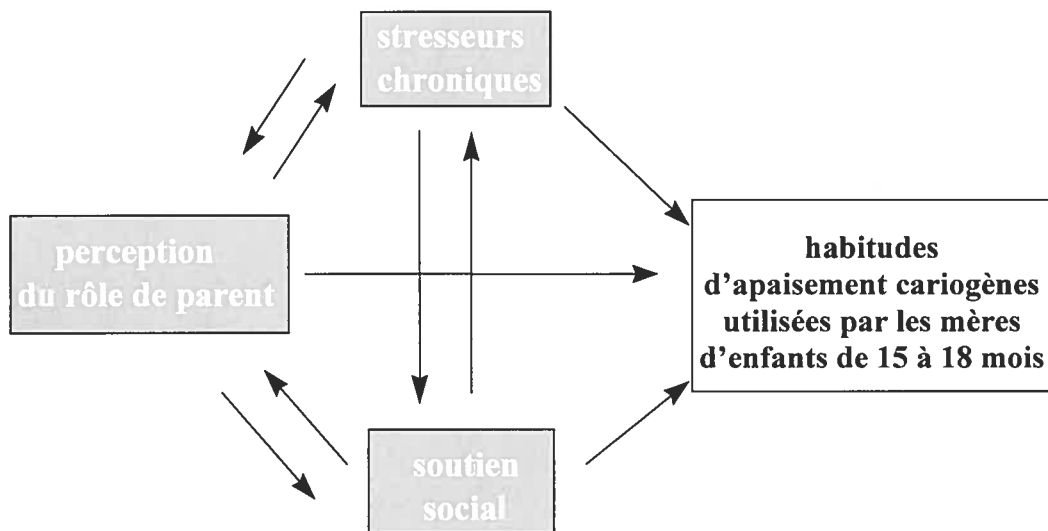 stresseurs
chroniques
perception
du rôle de parent
habitudes
d'apaisement cariogènes
utilisées par les mères
d'enfants de 15 à 18 mois
soutien
social